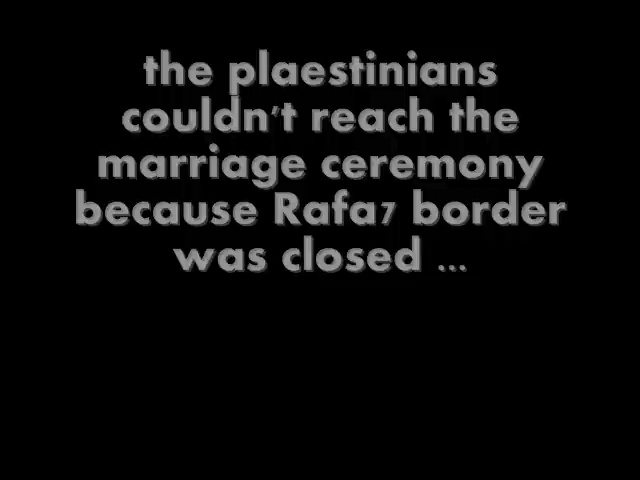 the plaestinians
couldn't reach the
marriage ceremony
because Rafa7 border
was closed ...